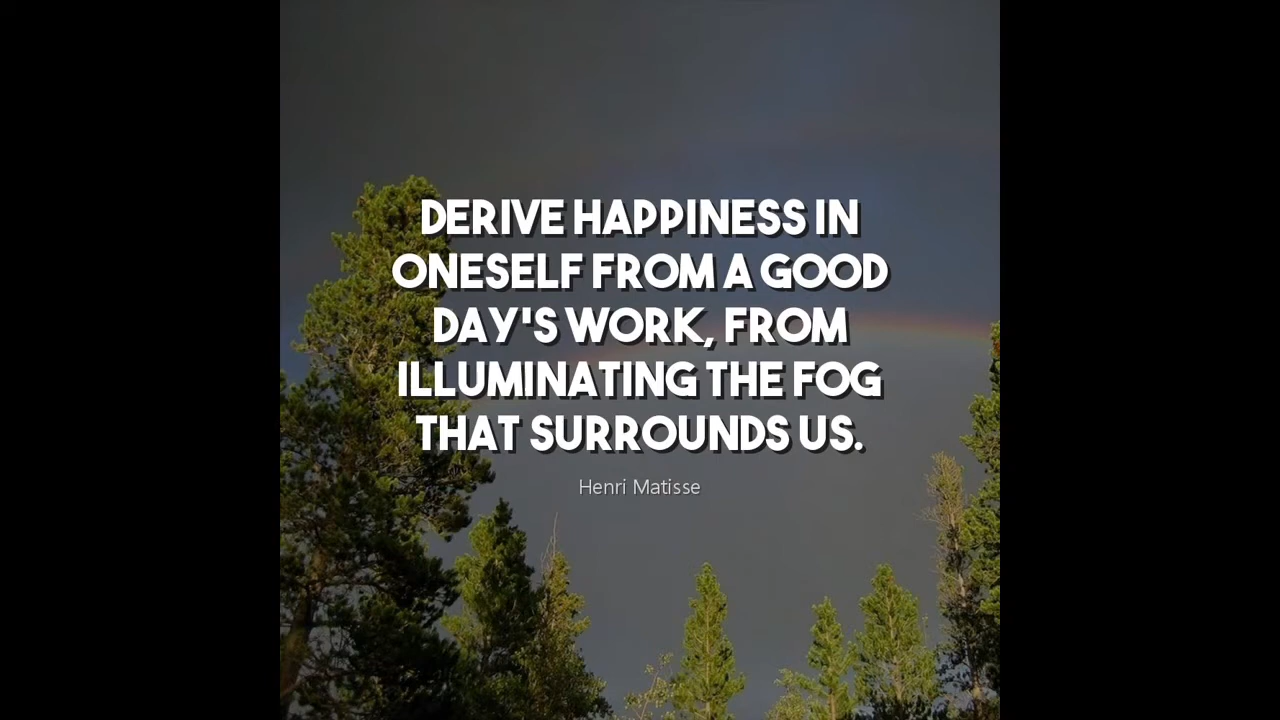 DERIVE HAPPINESS IN
ONESELF FROM A GOOD
DAY'S WORK, FROM
ILLUMINATING THE FOG
THAT SURROUNDS US.
Henri Matisse